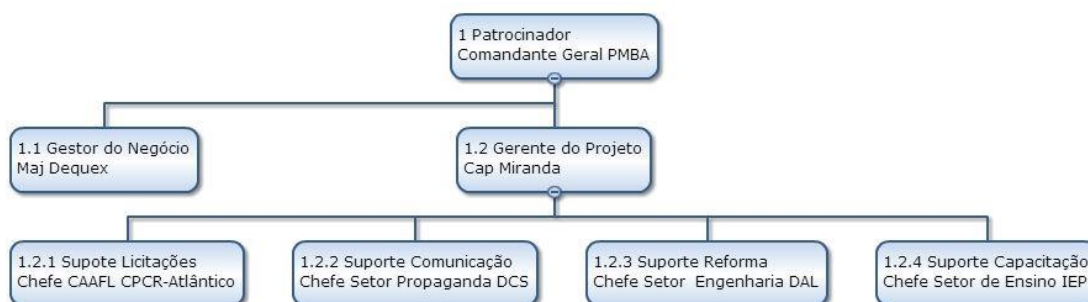 1 Patrocinador
Comandante Geral PMBA
1.1 Gestor do Negócio
Maj Dequex
1.2 Gerente do Projeto
Cap Miranda
1.2.1 Supote Licitações
Chefe CAAFL CPCR-Atlântico
1.2.2 Suporte Comunicação
Chefe Setor Propaganda DCS
1.2.3 Suporte Reforma
Chefe Setor Engenharia DAL
1.2.4 Suporte Capacitação
Chefe Setor de Ensino IEP